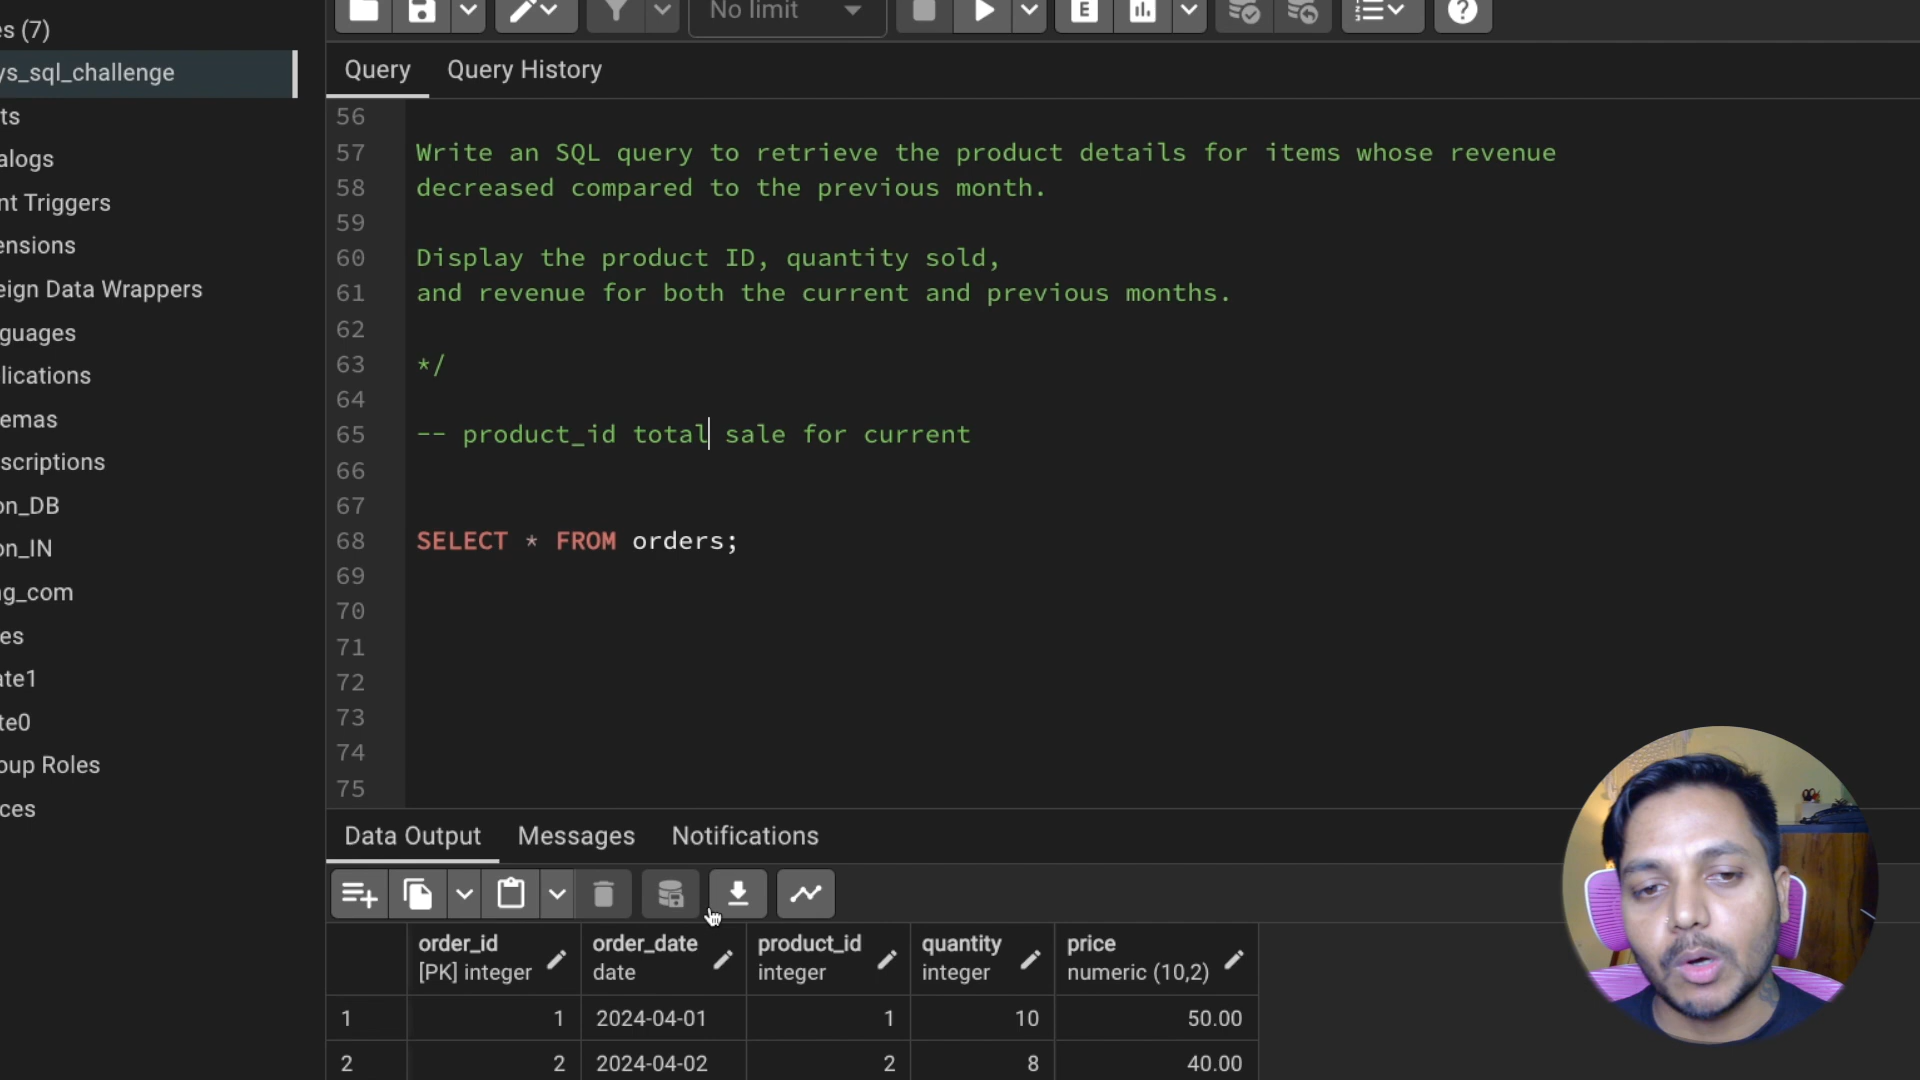 es (7)
ys_sql_challenge
ts
alogs
nt Triggers
ensions
eign Data Wrappers
guages
lications
emas
scriptions
on_DB
on_IN
ng_com
es
ate1
te0
oup Roles
ces
No limit
E
Query Query History
56
57 Write an SQL query to retrieve the product details for items whose revenue
58 decreased compared to the previous month.
59
60 Display the product ID, quantity sold,
61 and revenue for both the current and previous months.
62
63 */
64
65 -- product_id total sale for current
66
67
68 SELECT * FROM orders;
69
70
71
72
73
74
75
Data Output Messages Notifications
order_id order_date product_id quantity price
[PK] integer date integer integer numeric (10,2)
1 1 2024-04-01 1 10 50.00
2 2 2024-04-02 2 8 40.00